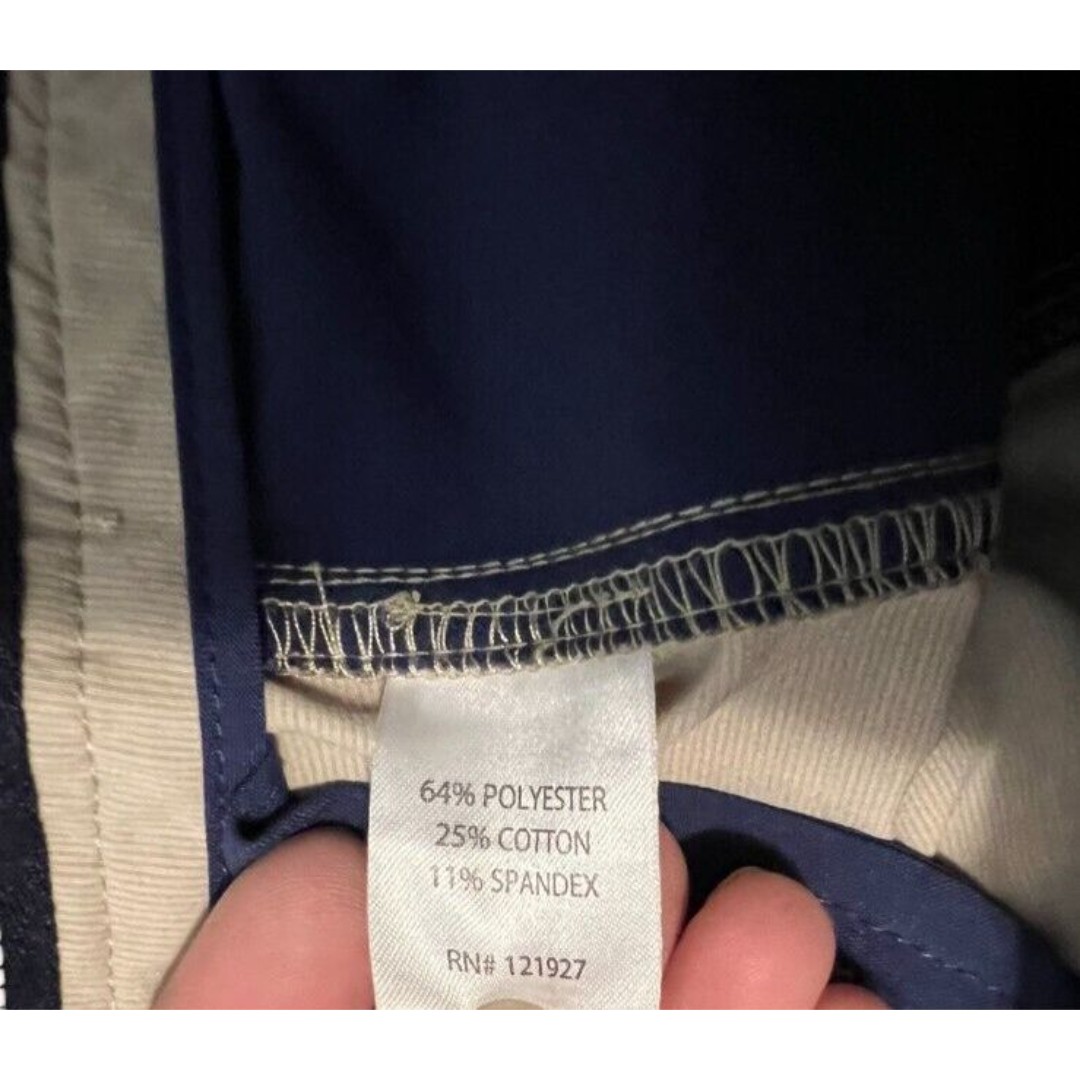 64% POLYESTER
25% COTTON
11% SPANDEX
RN# 121927